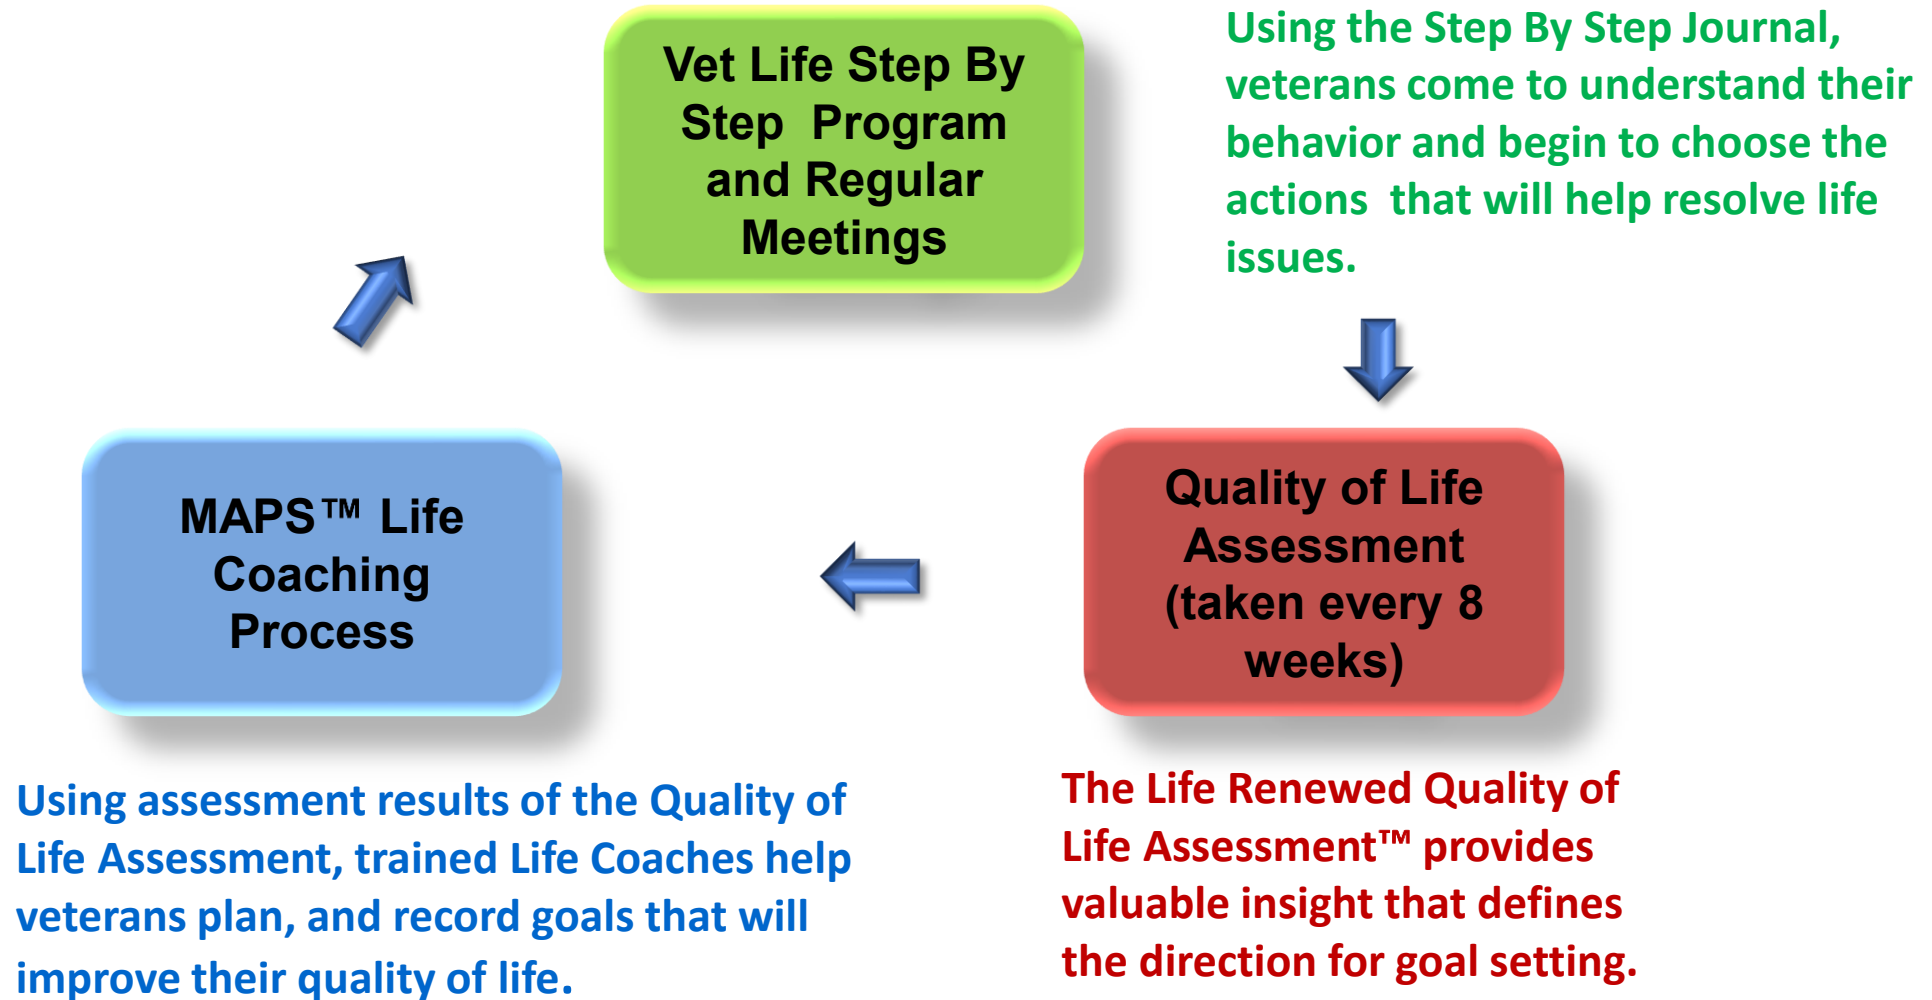 Vet Life Step By
Step  Program
and Regular
Meetings
Using the Step By Step Journal,
veterans come to understand their
behavior and begin to choose the
actions  that will help resolve life
issues.
MAPS™ Life
Coaching
Process
Quality of Life
Assessment
(taken every 8
weeks)
Using assessment results of the Quality of
Life Assessment, trained Life Coaches help
veterans plan, and record goals that will
improve their quality of life.
The Life Renewed Quality of
Life Assessment™ provides
valuable insight that defines
the direction for goal setting.